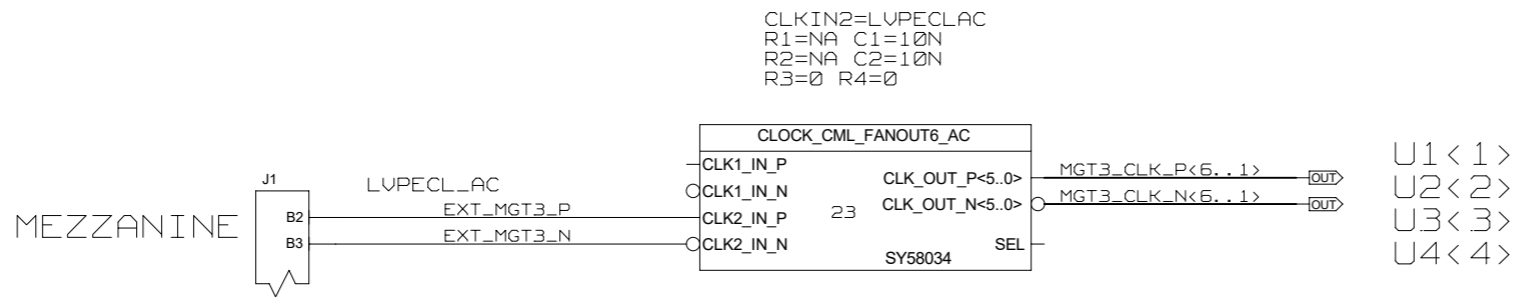 CLKIN2=LVPECLAC
R1=NA C1=10N
R2=NA C2=10N
R3=0 R4=0
CLOCK_CML_FANOUT6_AC
CLK1_IN_P
CLK1_IN_N
CLK2_IN_P
CLK2_IN_N
23
CLK_OUT_P<5..0>
CLK_OUT_N<5..0>
SEL
SY58034
MGT3_CLK_P<6..1>
OUT
MGT3_CLK_N<6..1>
OUT
U1<1>
U2<2>
U3<3>
U4<4>
J1
LVPECL_AC
MEZZANINE
B2
EXT_MGT3_P
B3
EXT_MGT3_N